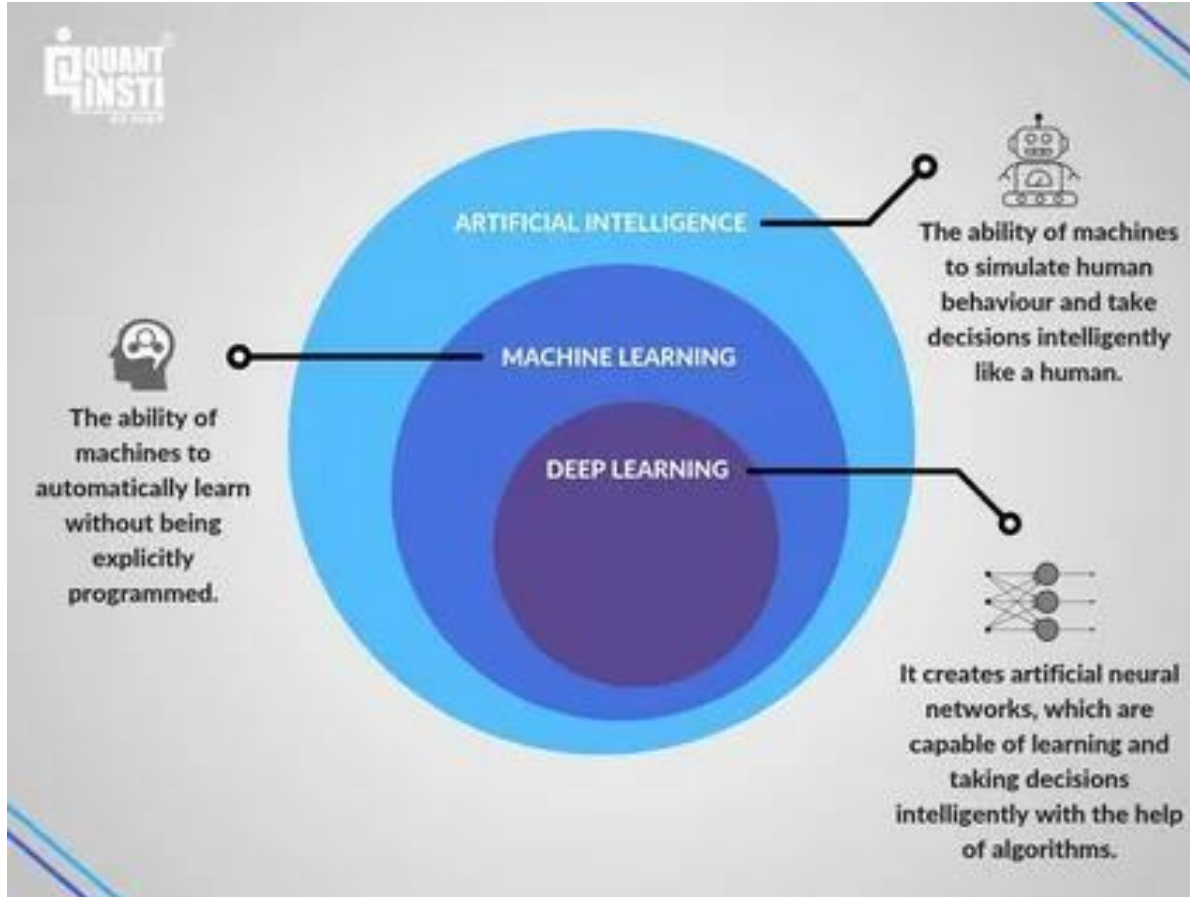 QUANT
INSTI
ARTIFICIAL INTELLIGENCE
The ability of machines
to simulate human
behaviour and take
decisions intelligently
like a human.
MACHINE LEARNING
The ability of
machines to
automatically learn
without being
explicitly
programmed.
DEEP LEARNING
It creates artificial neural
networks, which are
capable of learning and
taking decisions
intelligently with the help
of algorithms.